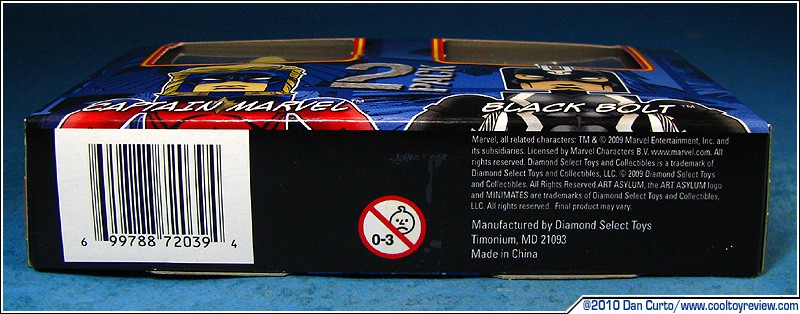 2
PACK
CAPTAIN MARVEL™
BLACK BOLT™
Marvel, all related characters: TM & © 2009 Marvel Entertainment, Inc. and
its subsidiaries. Licensed by Marvel Characters B.V. www.marvel.com. All
rights reserved. Diamond Select Toys and Collectibles is a trademark of
Diamond Select Toys and Collectibles, LLC. © 2009 Diamond Select Toys
and Collectibles. All Rights Reserved ART ASYLUM, the ART ASYLUM logo
and MINIMATES are trademarks of Diamond Select Toys and Collectibles,
LLC. All rights reserved. Final product may vary.
Manufactured by Diamond Select Toys
Timonium, MD 21093
Made in China
0-3
6 99788 72039 4
©2010 Dan Curto/www.cooltoyreview.com